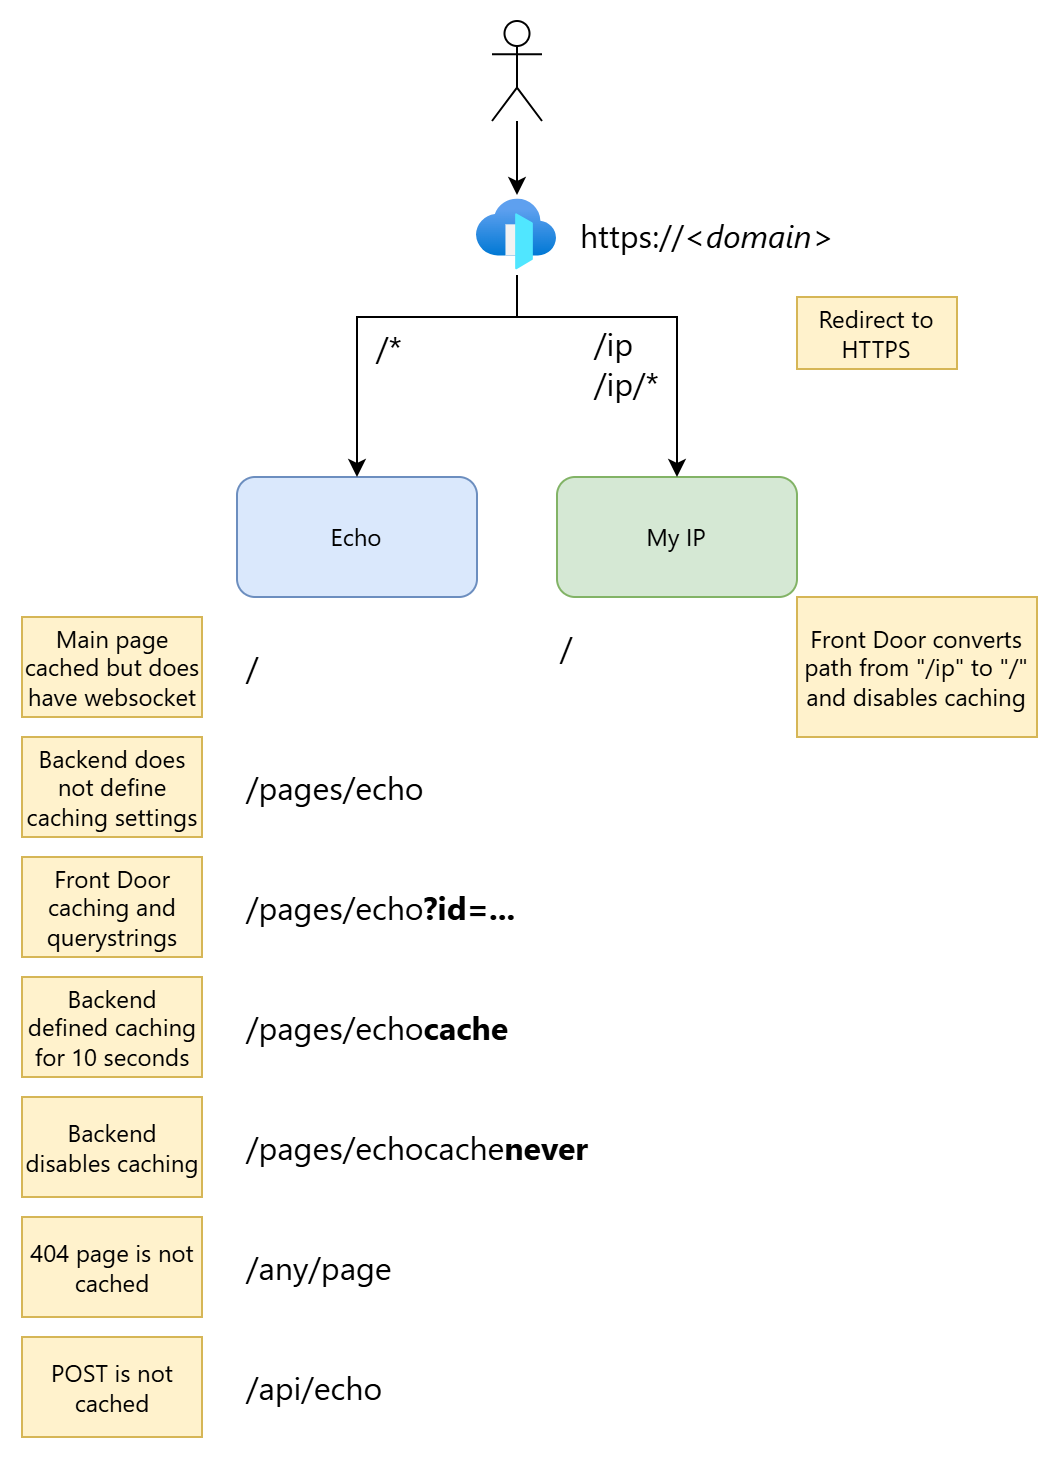 https://<domain>
Redirect to
HTTPS
/*
/ip
/ip/*
Echo
My IP
Main page
cached but does
have websocket
/
/
Front Door converts
path from "/ip" to "/"
and disables caching
Backend does
not define
caching settings
/pages/echo
Front Door
caching and
querystrings
/pages/echo?id=...
Backend
defined caching
for 10 seconds
/pages/echocache
Backend
disables caching
/pages/echocachenever
404 page is not
cached
/any/page
POST is not
cached
/api/echo